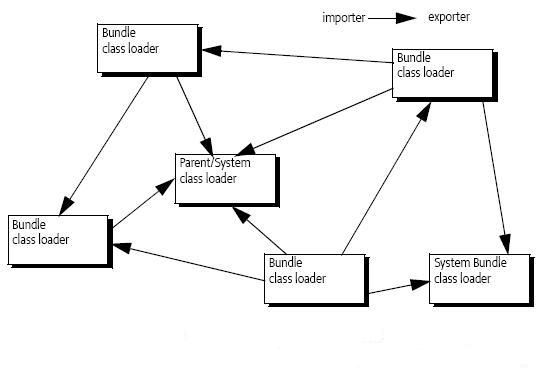 importer exporter
Bundle
class loader
Bundle
class loader
Parent/System
class loader
Bundle
class loader
Bundle
class loader
System Bundle
class loader